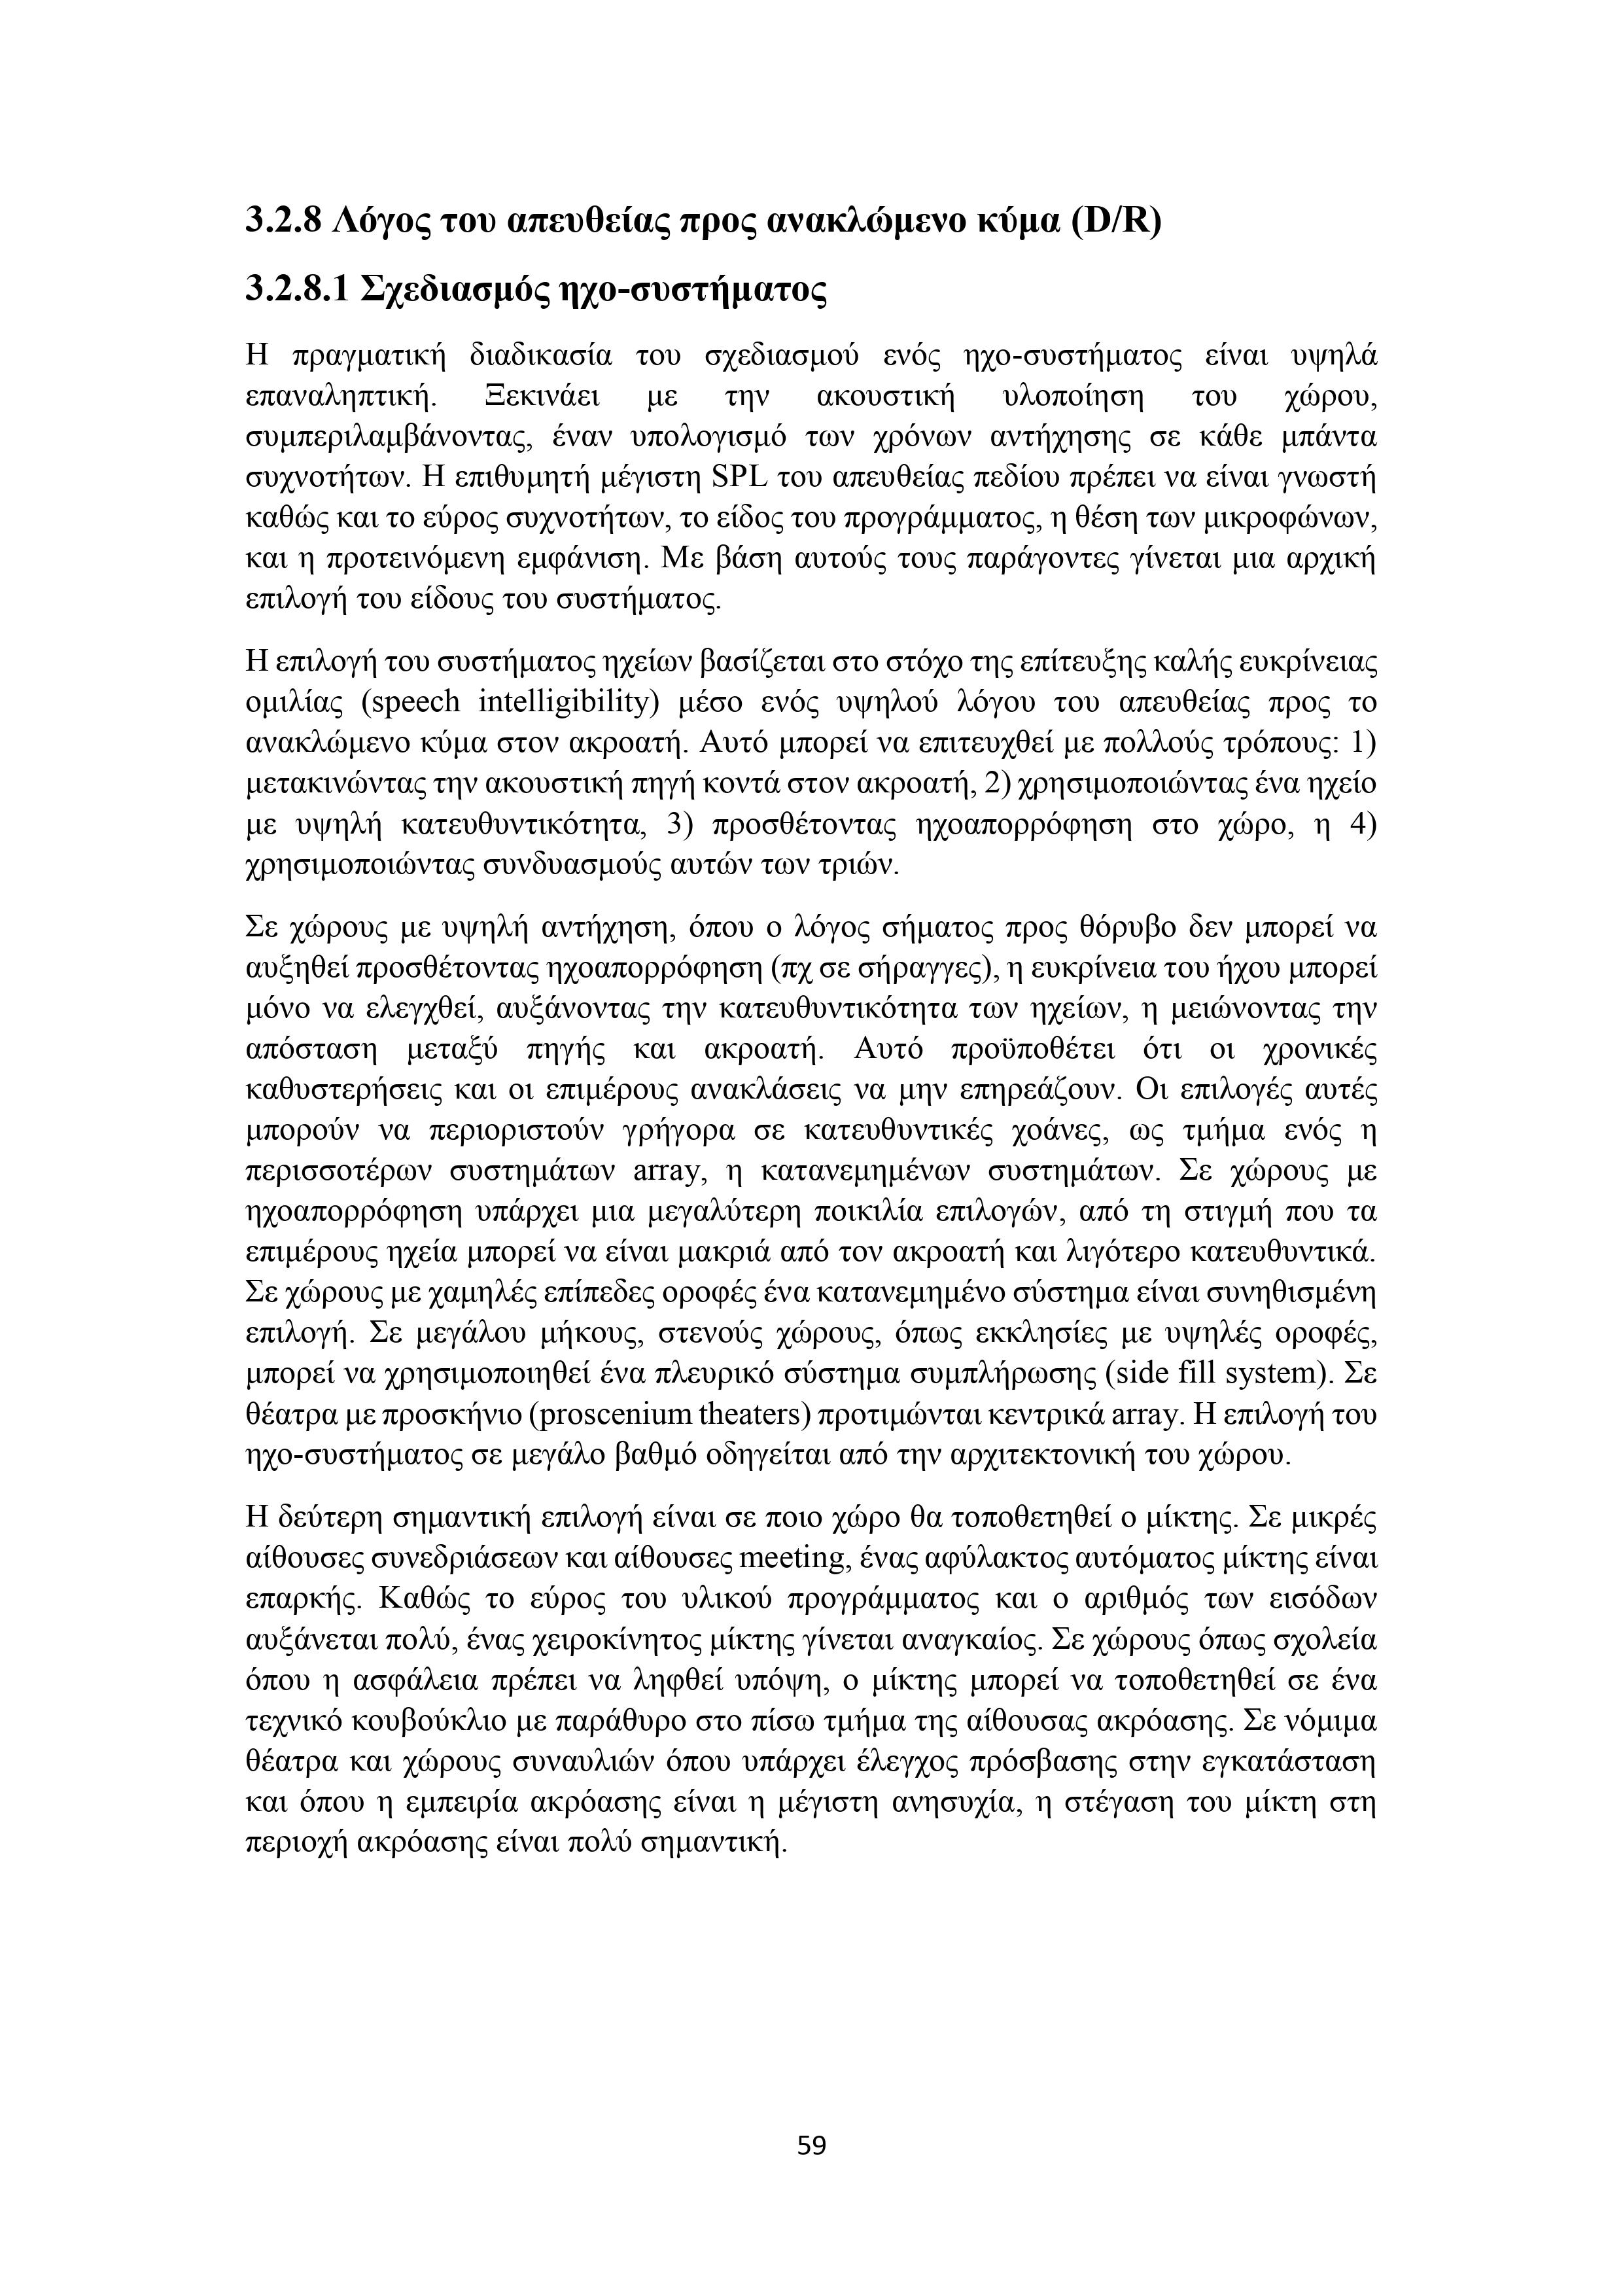 3.2.8 Λόγος του απευθείας προς ανακλώμενο κύμα (D/R)
3.2.8.1 Σχεδιασμός ηχο-συστήματος
Η πραγματική διαδικασία του σχεδιασμού ενός ηχο-συστήματος είναι υψηλά
επαναληπτική. Ξεκινάει με την ακουστική υλοποίηση του χώρου,
συμπεριλαμβάνοντας, έναν υπολογισμό των χρόνων αντήχησης σε κάθε μπάντα
συχνοτήτων. Η επιθυμητή μέγιστη SPL του απευθείας πεδίου πρέπει να είναι γνωστή
καθώς και το εύρος συχνοτήτων, το είδος του προγράμματος, η θέση των μικροφώνων,
και η προτεινόμενη εμφάνιση. Με βάση αυτούς τους παράγοντες γίνεται μια αρχική
επιλογή του είδους του συστήματος.
Η επιλογή του συστήματος ηχείων βασίζεται στο στόχο της επίτευξης καλής ευκρίνειας
ομιλίας (speech intelligibility) μέσο ενός υψηλού λόγου του απευθείας προς το
ανακλώμενο κύμα στον ακροατή. Αυτό μπορεί να επιτευχθεί με πολλούς τρόπους: 1)
μετακινώντας την ακουστική πηγή κοντά στον ακροατή, 2) χρησιμοποιώντας ένα ηχείο
με υψηλή κατευθυντικότητα, 3) προσθέτοντας ηχοαπορρόφηση στο χώρο, η 4)
χρησιμοποιώντας συνδυασμούς αυτών των τριών.
Σε χώρους με υψηλή αντήχηση, όπου ο λόγος σήματος προς θόρυβο δεν μπορεί να
αυξηθεί προσθέτοντας ηχοαπορρόφηση (πχ σε σήραγγες), η ευκρίνεια του ήχου μπορεί
μόνο να ελεγχθεί, αυξάνοντας την κατευθυντικότητα των ηχείων, η μειώνοντας την
απόσταση μεταξύ πηγής και ακροατή. Αυτό προϋποθέτει ότι οι χρονικές
καθυστερήσεις και οι επιμέρους ανακλάσεις να μην επηρεάζουν. Οι επιλογές αυτές
μπορούν να περιοριστούν γρήγορα σε κατευθυντικές χοάνες, ως τμήμα ενός η
περισσοτέρων συστημάτων array, η κατανεμημένων συστημάτων. Σε χώρους με
ηχοαπορρόφηση υπάρχει μια μεγαλύτερη ποικιλία επιλογών, από τη στιγμή που τα
επιμέρους ηχεία μπορεί να είναι μακριά από τον ακροατή και λιγότερο κατευθυντικά.
Σε χώρους με χαμηλές επίπεδες οροφές ένα κατανεμημένο σύστημα είναι συνηθισμένη
επιλογή. Σε μεγάλου μήκους, στενούς χώρους, όπως εκκλησίες με υψηλές οροφές,
μπορεί να χρησιμοποιηθεί ένα πλευρικό σύστημα συμπλήρωσης (side fill system). Σε
θέατρα με προσκήνιο (proscenium theaters) προτιμώνται κεντρικά array. Η επιλογή του
ηχο-συστήματος σε μεγάλο βαθμό οδηγείται από την αρχιτεκτονική του χώρου.
Η δεύτερη σημαντική επιλογή είναι σε ποιο χώρο θα τοποθετηθεί ο μίκτης. Σε μικρές
αίθουσες συνεδριάσεων και αίθουσες meeting, ένας αφύλακτος αυτόματος μίκτης είναι
επαρκής. Καθώς το εύρος του υλικού προγράμματος και ο αριθμός των εισόδων
αυξάνεται πολύ, ένας χειροκίνητος μίκτης γίνεται αναγκαίος. Σε χώρους όπως σχολεία
όπου η ασφάλεια πρέπει να ληφθεί υπόψη, ο μίκτης μπορεί να τοποθετηθεί σε ένα
τεχνικό κουβούκλιο με παράθυρο στο πίσω τμήμα της αίθουσας ακρόασης. Σε νόμιμα
θέατρα και χώρους συναυλιών όπου υπάρχει έλεγχος πρόσβασης στην εγκατάσταση
και όπου η εμπειρία ακρόασης είναι η μέγιστη ανησυχία, η στέγαση του μίκτη στη
περιοχή ακρόασης είναι πολύ σημαντική.
59